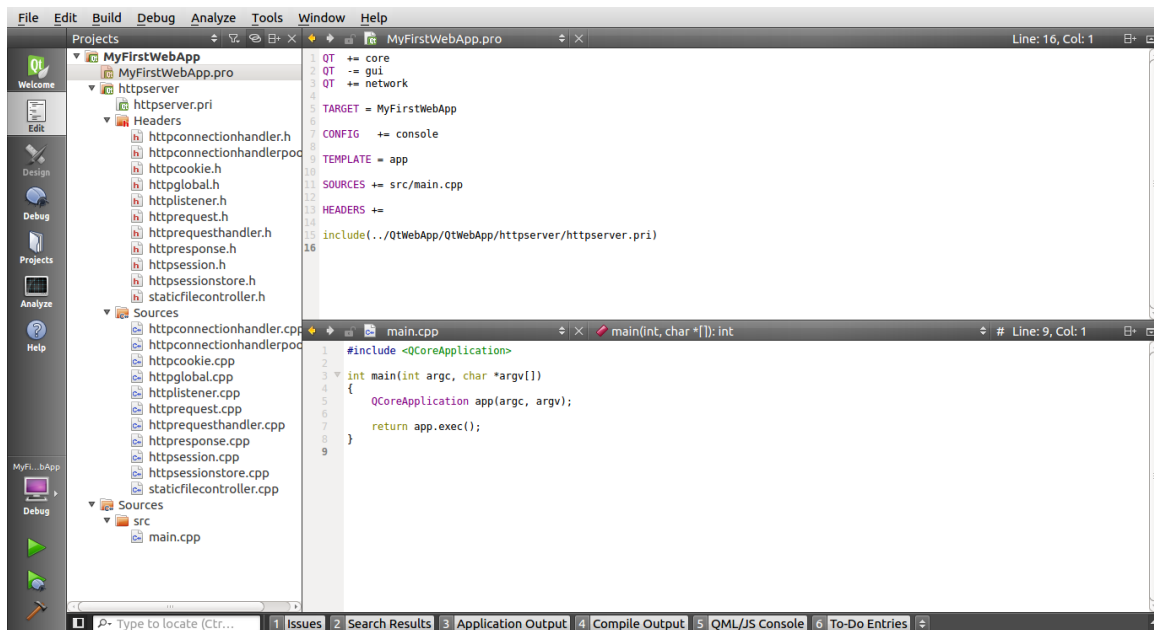 File Edit Build Debug Analyze Tools Window Help
Projects
MyFirstWebApp.pro
Line: 16, Col: 1
Welcome
Edit
Design
Debug
Projects
Analyze
Help
MyFi...bApp
Debug
MyFirstWebApp
MyFirstWebApp.pro
httpserver
httpserver.pri
Headers
httpconnectionhandler.h
httpconnectionhandlerpoo
httpcookie.h
httpglobal.h
httplistener.h
httprequest.h
httprequesthandler.h
httpresponse.h
httpsession.h
httpsessionstore.h
staticfilecontroller.h
Sources
httpconnectionhandler.cpp
httpconnectionhandlerpoo
httpcookie.cpp
httpglobal.cpp
httplistener.cpp
httprequest.cpp
httprequesthandler.cpp
httpresponse.cpp
httpsession.cpp
httpsessionstore.cpp
staticfilecontroller.cpp
Sources
src
main.cpp
1 QT += core
2 QT -= gui
3 QT += network
4
5 TARGET = MyFirstWebApp
6
7 CONFIG += console
8
9 TEMPLATE = app
10
11 SOURCES += src/main.cpp
12
13 HEADERS +=
14
15 include(../QtWebApp/QtWebApp/httpserver/httpserver.pri)
16
main.cpp
main(int, char *[]): int
# Line: 9, Col: 1
1 #include <QCoreApplication>
2
3 int main(int argc, char *argv[])
4 {
5 QCoreApplication app(argc, argv);
6
7 return app.exec();
8 }
9
Type to locate (Ctr...
1 Issues 2 Search Results 3 Application Output 4 Compile Output 5 QML/JS Console 6 To-Do Entries